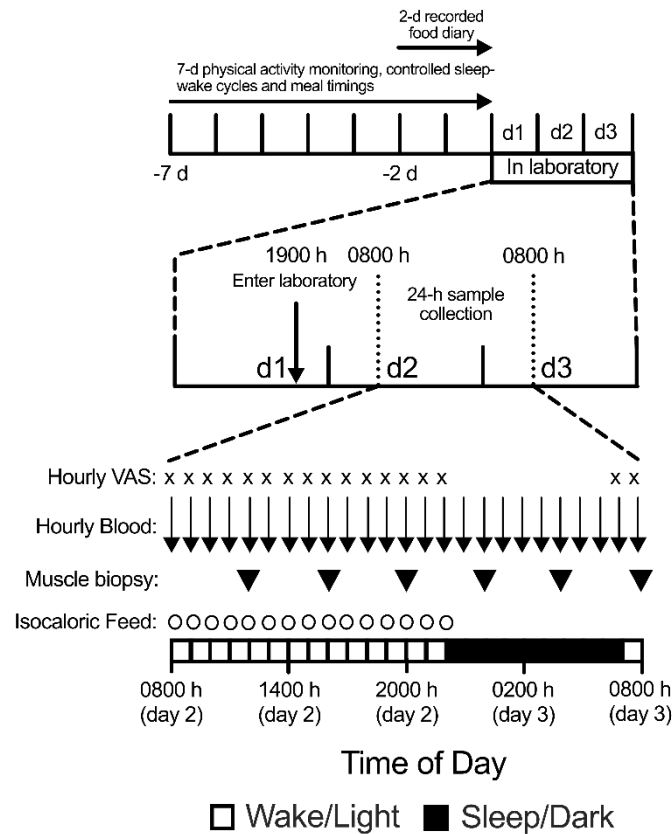 2-d recorded
food diary
7-d physical activity monitoring, controlled sleep-
wake cycles and meal timings
d1 d2 d3
-7 d -2 d In laboratory
1900 h 0800 h 0800 h
Enter laboratory 24-h sample
collection
d1 d2 d3
Hourly VAS: x x x x x x x x x x x x x x x x x
Hourly Blood:
Muscle biopsy:
Isocaloric Feed:
0800 h 1400 h 2000 h 0200 h 0800 h
(day 2) (day 2) (day 2) (day 3) (day 3)
Time of Day
Wake/Light Sleep/Dark